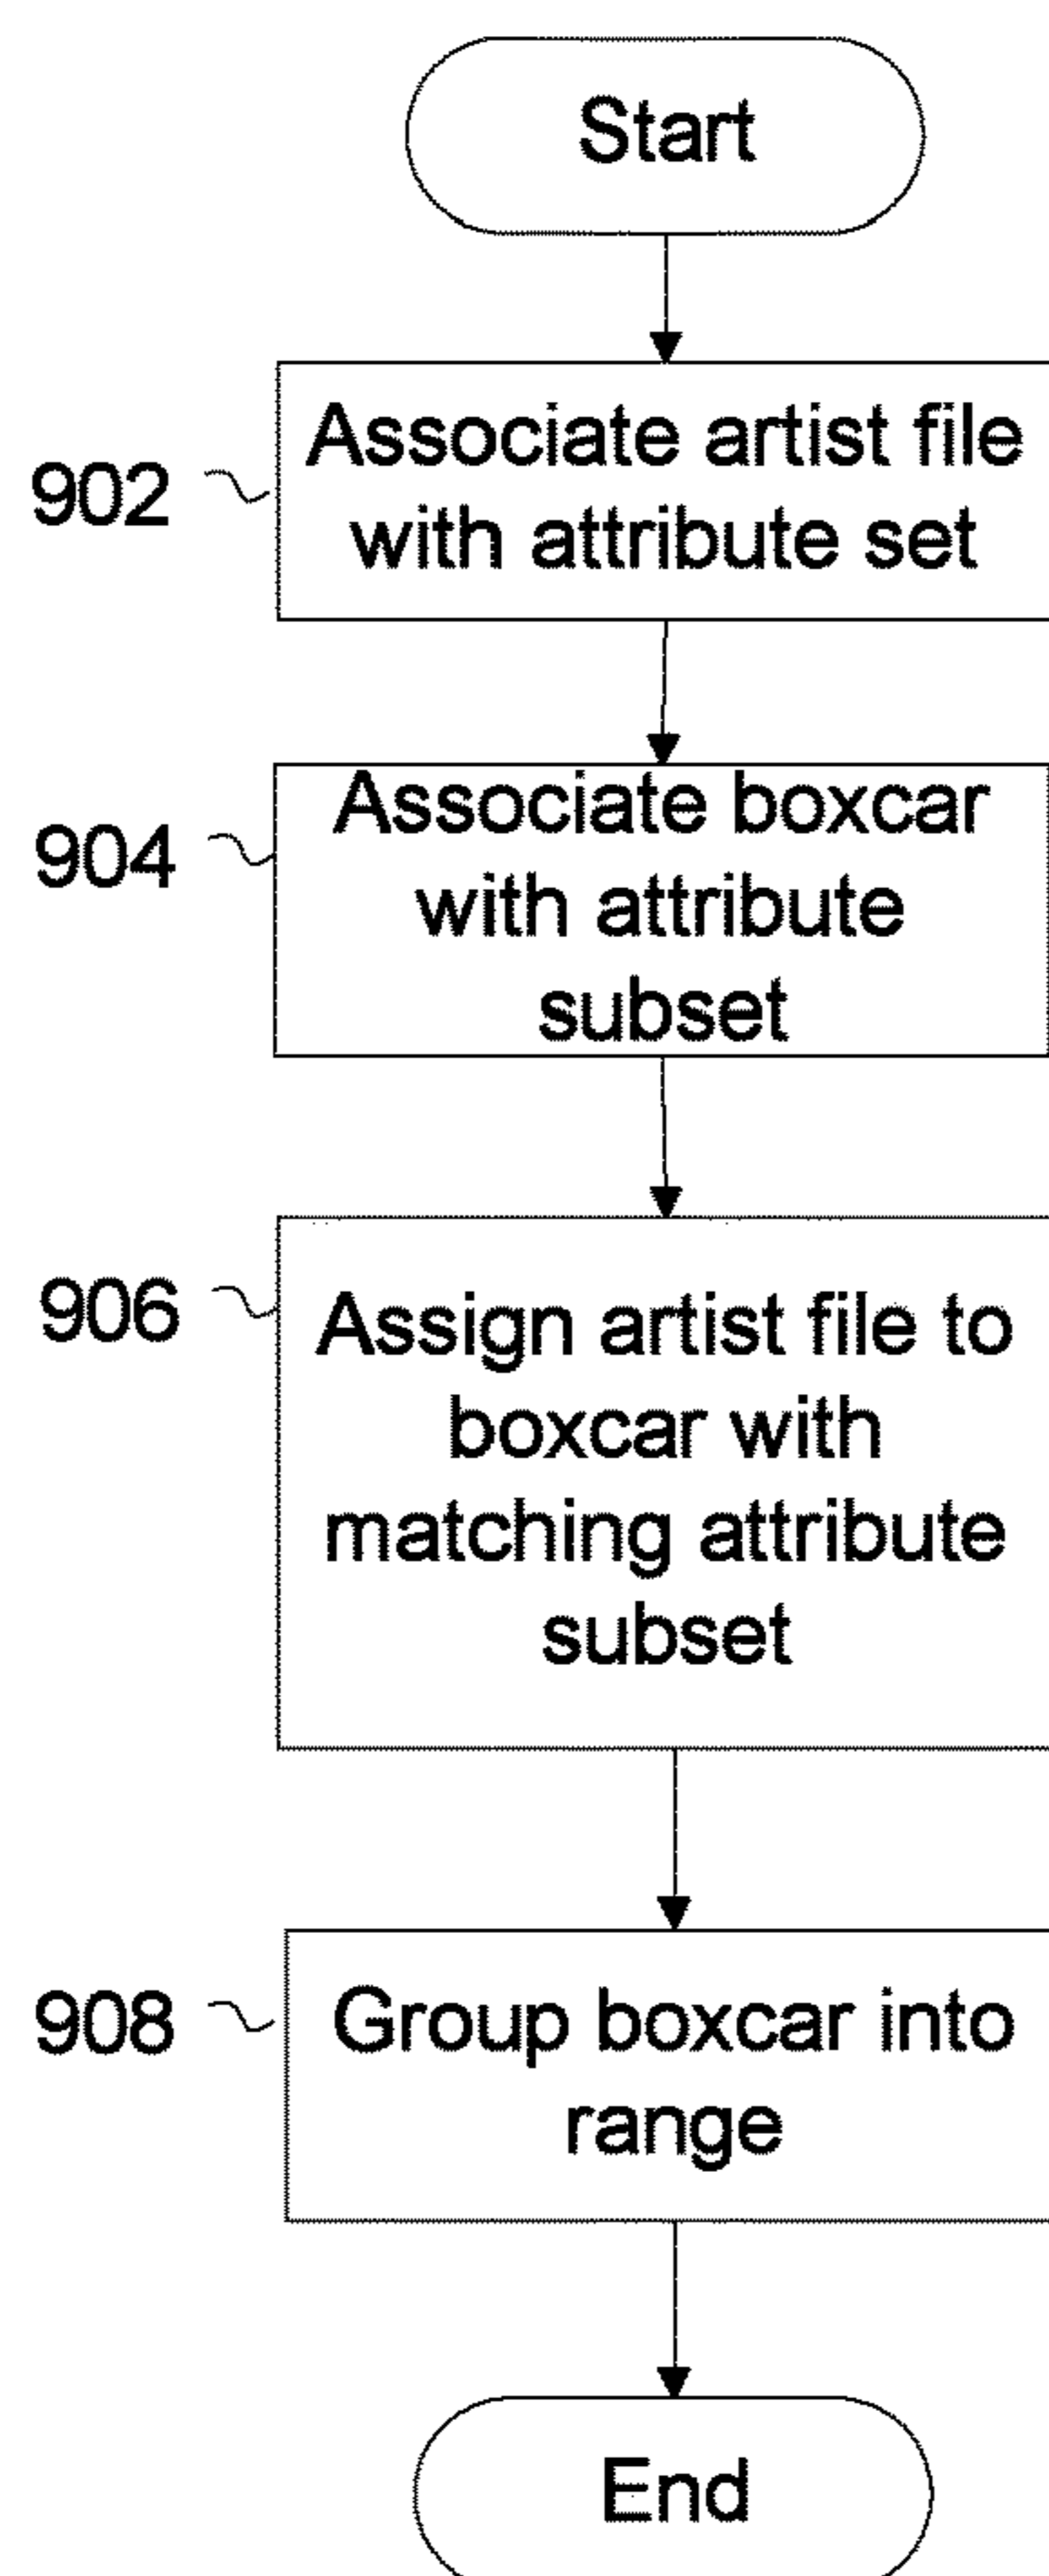 Start
902
Associate artist file
with attribute set
904
Associate boxcar
with attribute
subset
906
Assign artist file to
boxcar with
matching attribute
subset
908
Group boxcar into
range
End